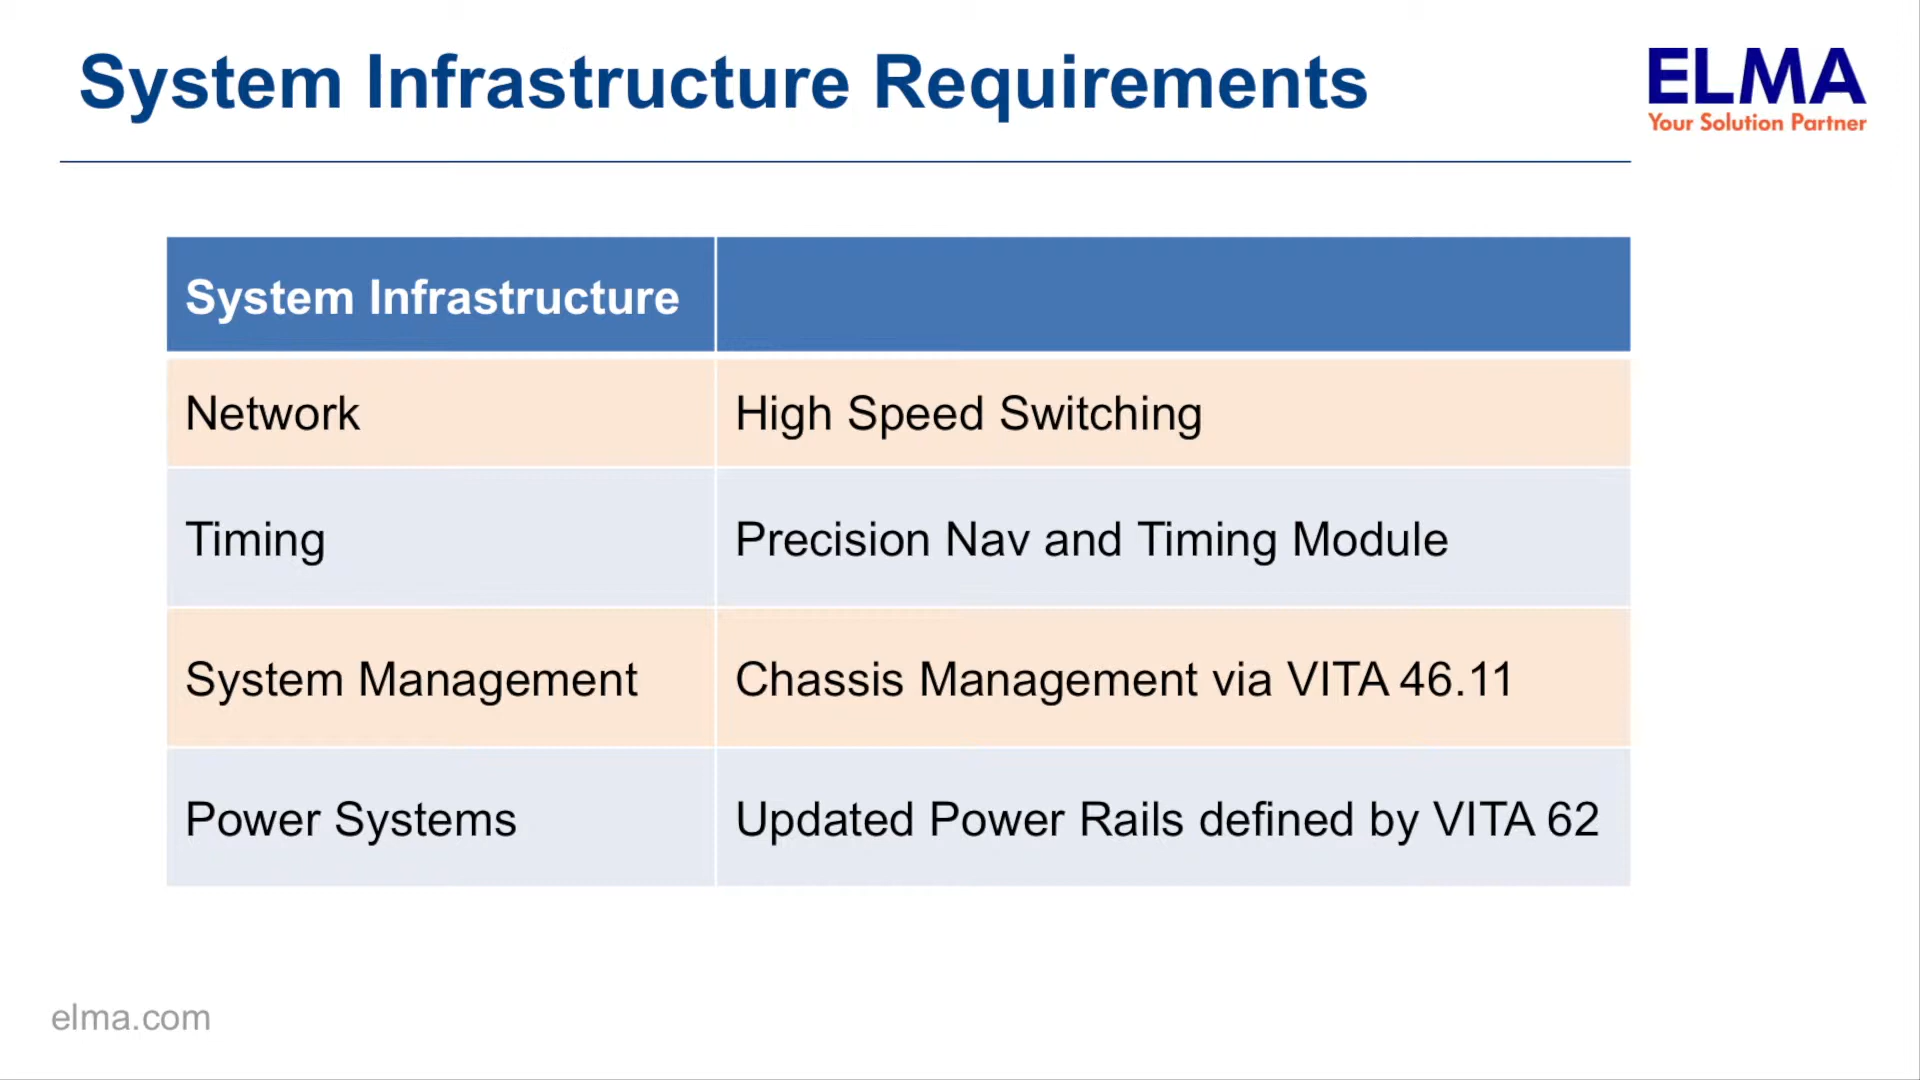 System Infrastructure Requirements
ELMA
Your Solution Partner
System Infrastructure
Network High Speed Switching
Timing Precision Nav and Timing Module
System Management Chassis Management via VITA 46.11
Power Systems Updated Power Rails defined by VITA 62
elma.com